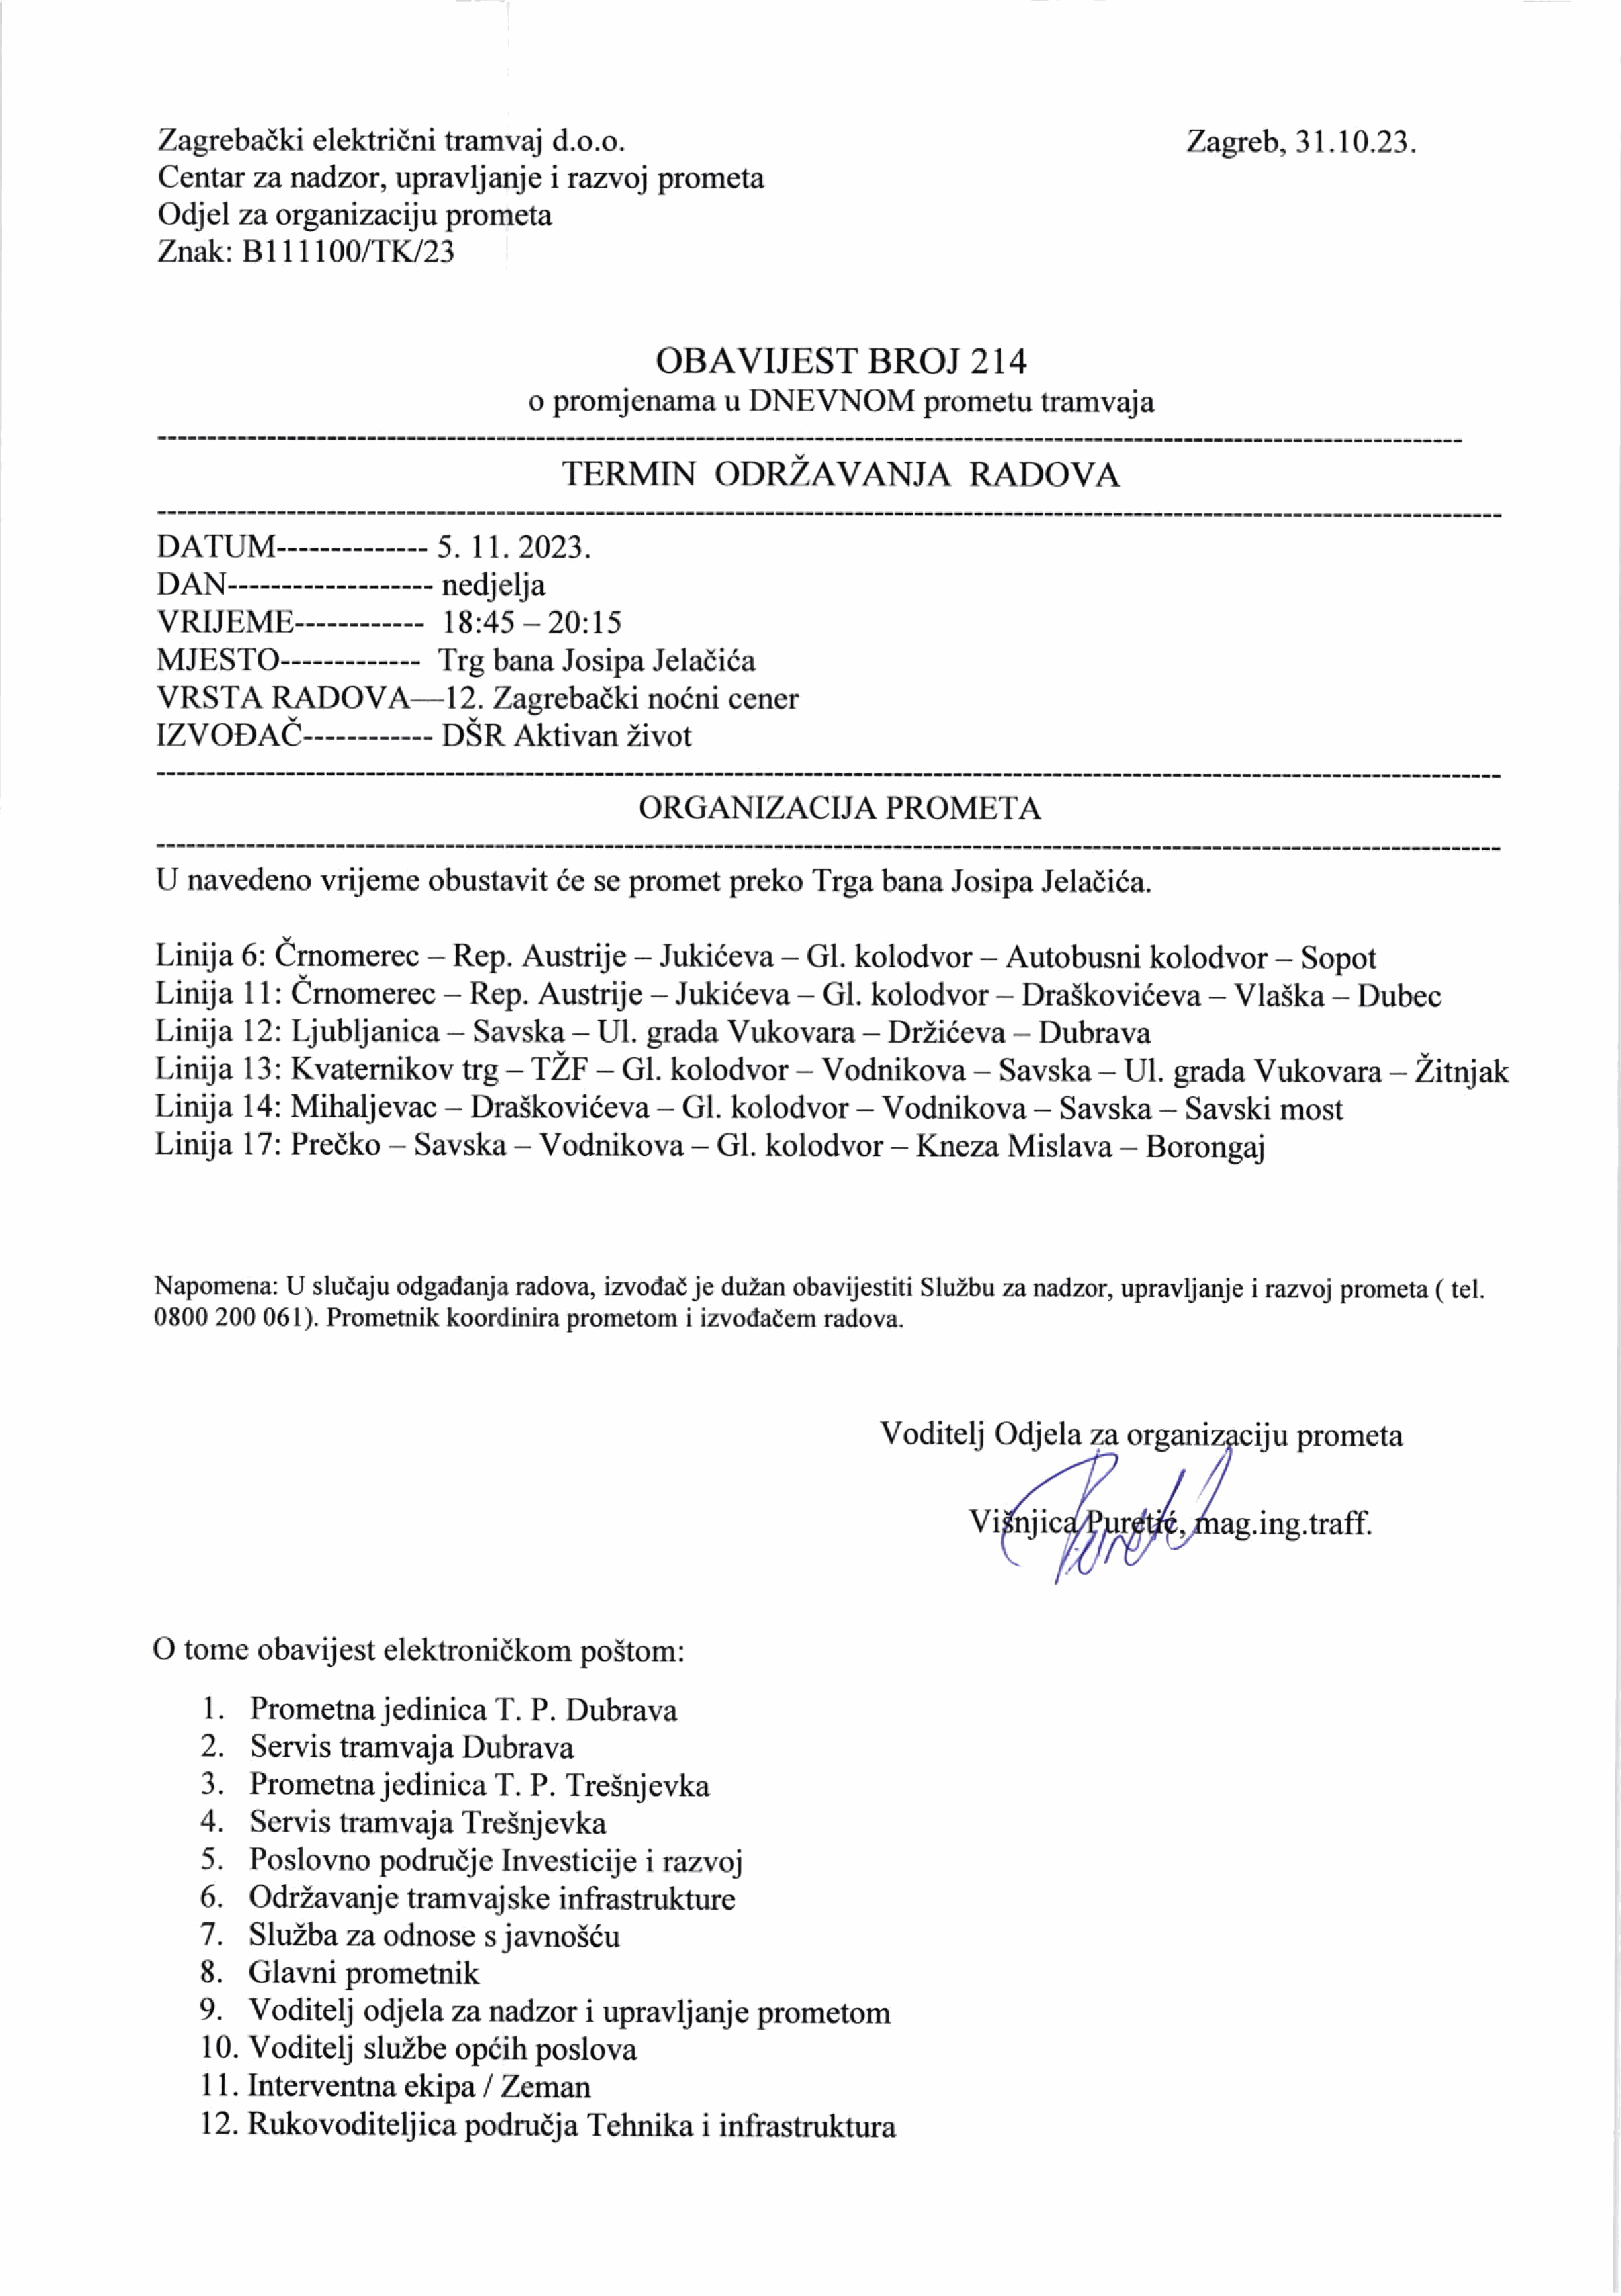 Zagrebački električni tramvaj d.o.o. Zagreb, 31.10.23.
Centar za nadzor, upravljanje i razvoj prometa
Odjel za organizaciju prometa
Znak: B111100/TK/23
OBAVIJEST BROJ 214
o promjenama u DNEVNOM prometu tramvaja
TERMIN ODRŽAVANJA RADOVA
DATUM-------------- 5. 11. 2023.
DAN------------------- nedjelja
VRIJEME------------ 18:45 – 20:15
MJESTO------------- Trg bana Josipa Jelačića
VRSTA RADOVA—12. Zagrebački noćni cener
IZVOĐAČ------------ DŠR Aktivan život
ORGANIZACIJA PROMETA
U navedeno vrijeme obustavit će se promet preko Trga bana Josipa Jelačića.
Linija 6: Črnomerec – Rep. Austrije – Jukićeva – Gl. kolodvor – Autobusni kolodvor – Sopot
Linija 11: Črnomerec – Rep. Austrije – Jukićeva – Gl. kolodvor – Draškovićeva – Vlaška – Dubec
Linija 12: Ljubljanica – Savska – Ul. grada Vukovara – Držićeva – Dubrava
Linija 13: Kvaternikov trg – TŽF – Gl. kolodvor – Vodnikova – Savska – Ul. grada Vukovara – Žitnjak
Linija 14: Mihaljevac – Draškovićeva – Gl. kolodvor – Vodnikova – Savska – Savski most
Linija 17: Prečko – Savska – Vodnikova – Gl. kolodvor – Kneza Mislava – Borongaj
Napomena: U slučaju odgađanja radova, izvođač je dužan obavijestiti Službu za nadzor, upravljanje i razvoj prometa ( tel.
0800 200 061). Prometnik koordinira prometom i izvođačem radova.
Voditelj Odjela za organizaciju prometa
Višnjica Puretić, mag.ing.traff.
O tome obavijest elektroničkom poštom:
1. Prometna jedinica T. P. Dubrava
2. Servis tramvaja Dubrava
3. Prometna jedinica T. P. Trešnjevka
4. Servis tramvaja Trešnjevka
5. Poslovno područje Investicije i razvoj
6. Održavanje tramvajske infrastrukture
7. Služba za odnose s javnošću
8. Glavni prometnik
9. Voditelj odjela za nadzor i upravljanje prometom
10. Voditelj službe općih poslova
11. Interventna ekipa / Zeman
12. Rukovoditeljica područja Tehnika i infrastruktura